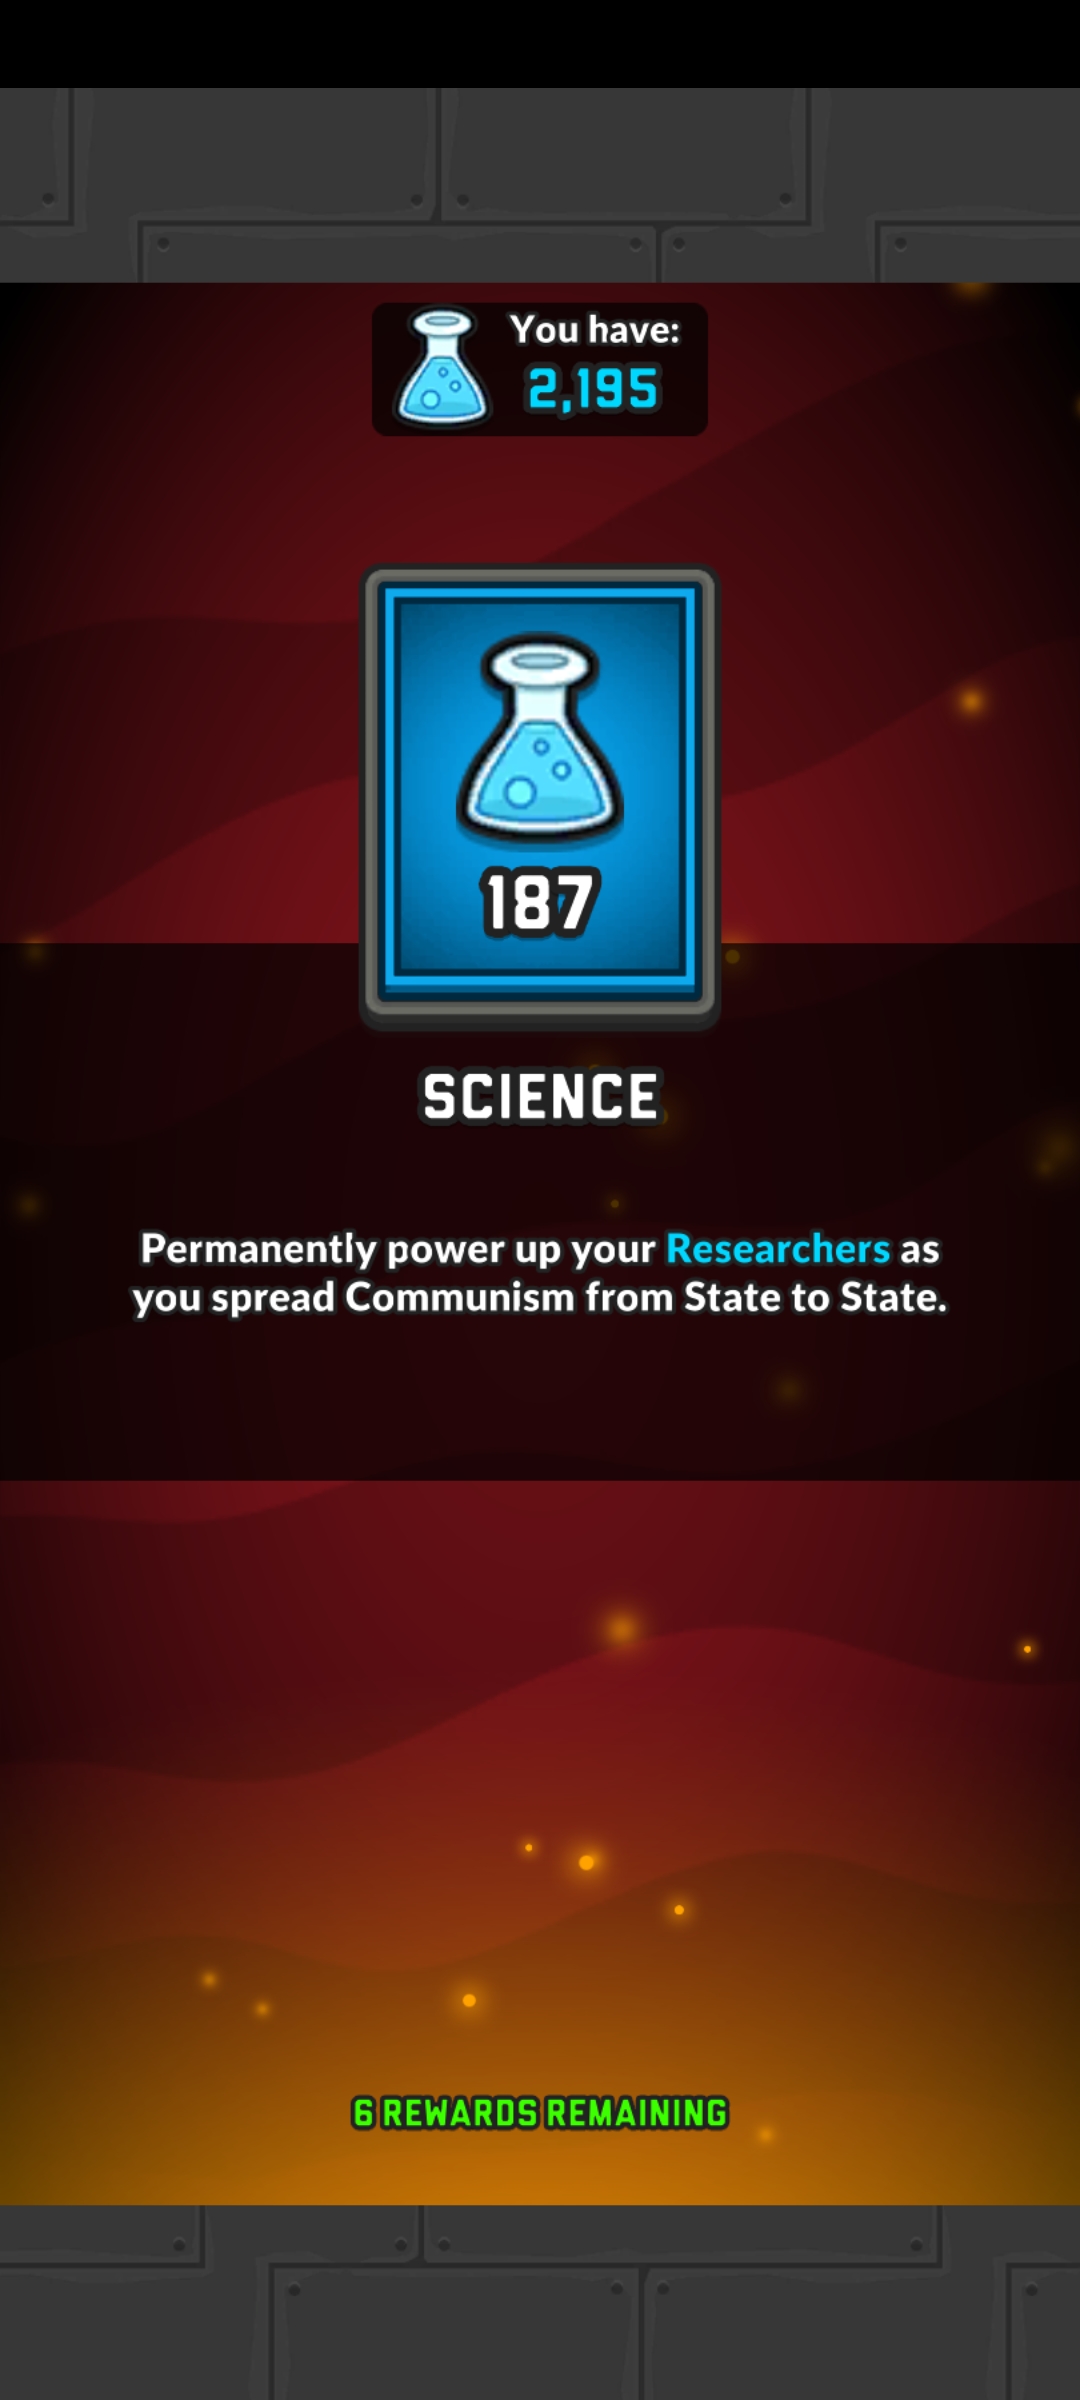 You have:
2,195
187
SCIENCE
Permanently power up your Researchers as
you spread Communism from State to State.
6 REWARDS REMAINING